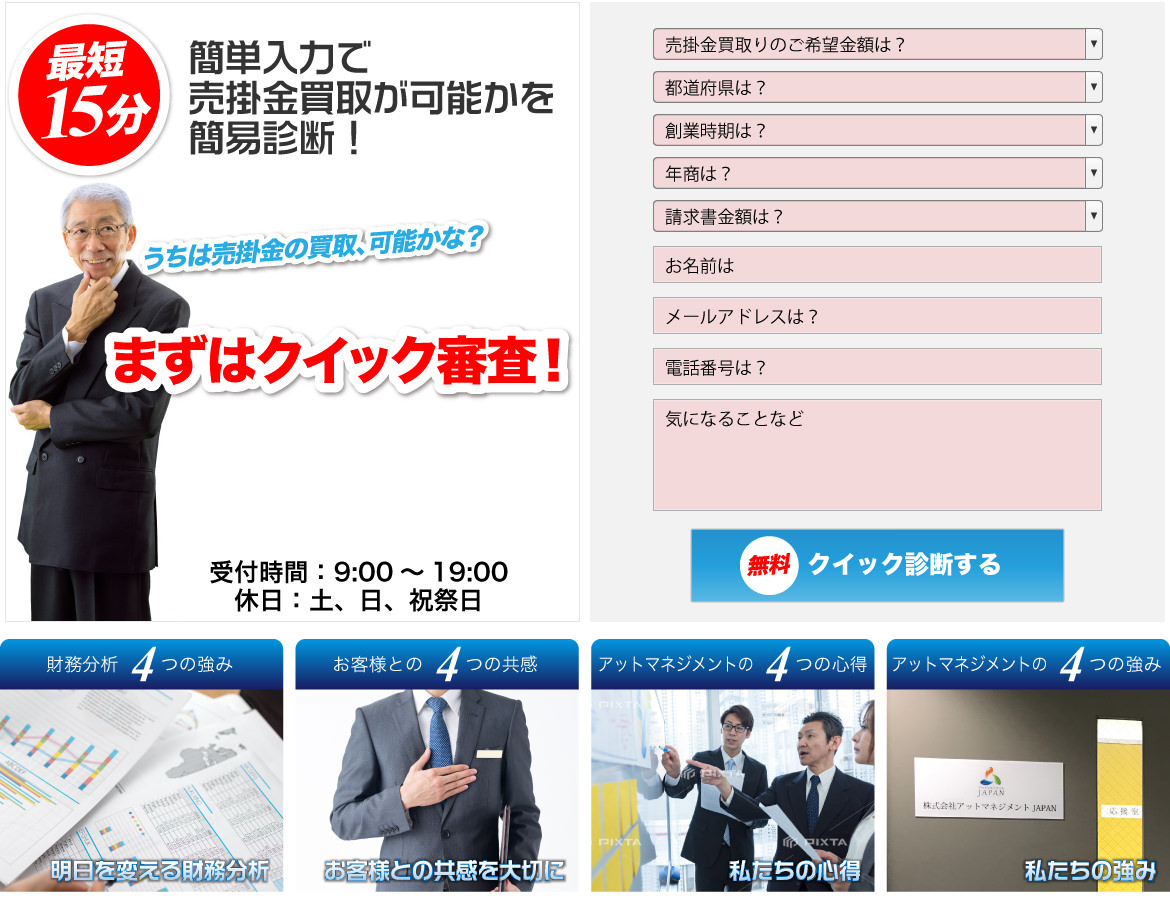 最短
15分
簡単入力で
売掛金買取が可能かを
簡易診断！
うちは売掛金の買取、可能かな？
まずはクイック審査！
受付時間：9:00 〜 19:00
休日：土、日、祝祭日
売掛金買取りのご希望金額は？
都道府県は？
創業時期は？
年商は？
請求書金額は？
お名前は
メールアドレスは？
電話番号は？
気になることなど
無料 クイック診断する
財務分析 4 つの強み
明日を変える財務分析
お客様との 4 つの共感
お客様との共感を大切に
アットマネジメントの 4 つの心得
PIXTA
PIXTA
PIXTA
PIXTA
私たちの心得
アットマネジメントの 4 つの強み
JAPAN
株式会社アットマネジメント JAPAN
応接室
私たちの強み